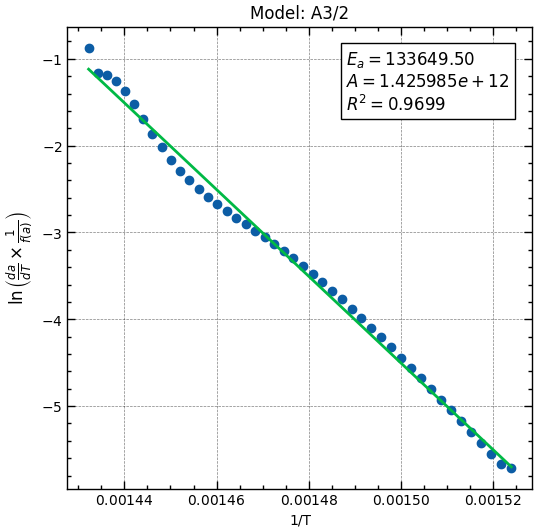 Model: A3/2
E_a = 133649.50
A = 1.425985e + 12
R^2 = 0.9699
ln(da/dT × 1/f(a))
−1
−2
−3
−4
−5
0.00144 0.00146 0.00148 0.00150 0.00152
1/T